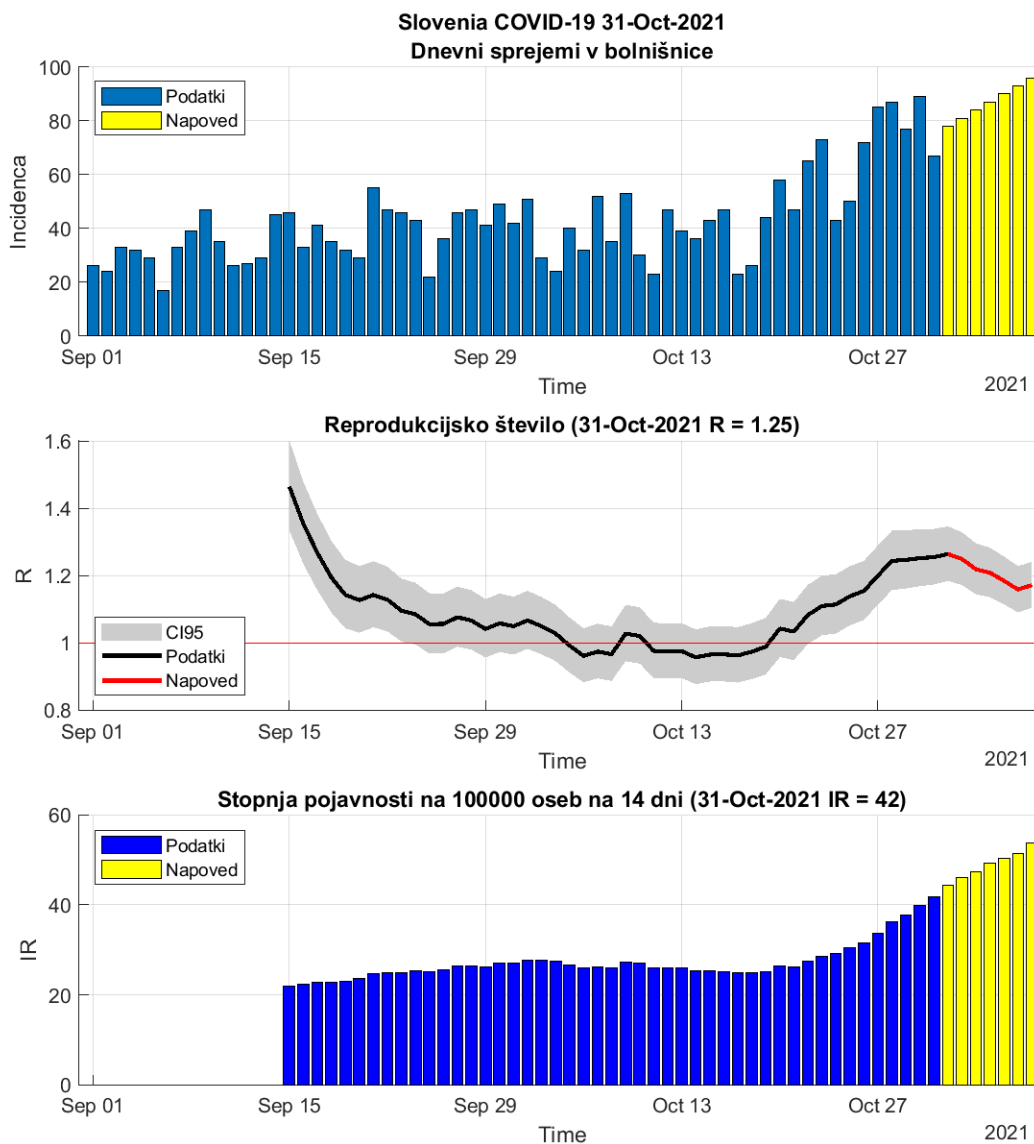 Slovenia COVID-19 31-Oct-2021
Dnevni sprejemi v bolnišnice
100
80
60
40
20
0
Incidenca
Podatki
Napoved
Sep 01
Sep 15
Sep 29
Oct 13
Oct 27
Time
2021
Reprodukcijsko število (31-Oct-2021 R = 1.25)
1.6
1.4
1.2
1
0.8
R
CI95
Podatki
Napoved
Sep 01
Sep 15
Sep 29
Oct 13
Oct 27
Time
2021
Stopnja pojavnosti na 100000 oseb na 14 dni (31-Oct-2021 IR = 42)
60
40
20
0
IR
Podatki
Napoved
Sep 01
Sep 15
Sep 29
Oct 13
Oct 27
Time
2021